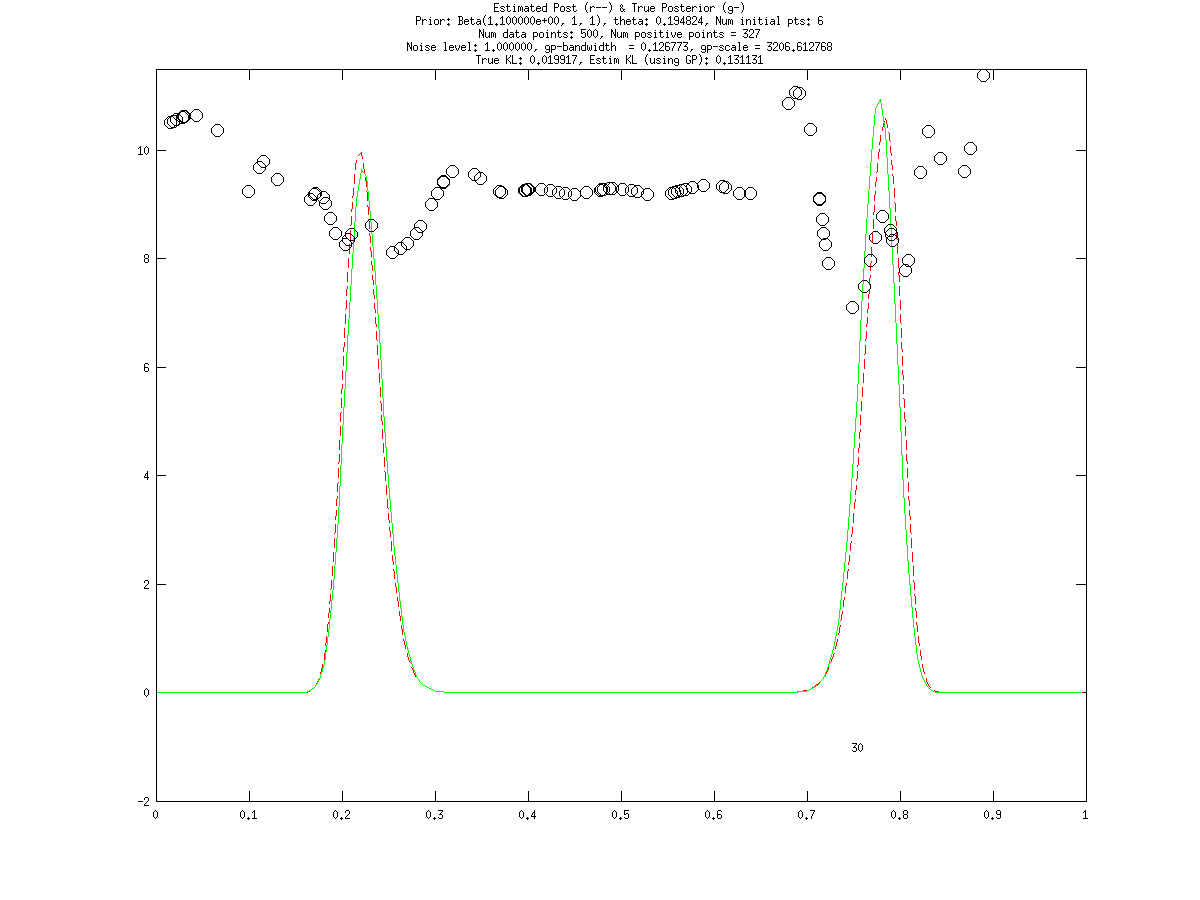 Estimated Post (r--) & True Posterior (g-)
Prior: Beta(1.100000e+00, 1, 1), theta: 0.194824, Num initial pts: 6
Num data points: 500, Num positive points = 327
Noise level: 1.000000, gp-bandwidth  = 0.126773, gp-scale = 3206.612768
True KL: 0.019917, Estim KL (using GP): 0.131131
10
8
6
4
2
0
30
-2
0 0.1 0.2 0.3 0.4 0.5 0.6 0.7 0.8 0.9 1